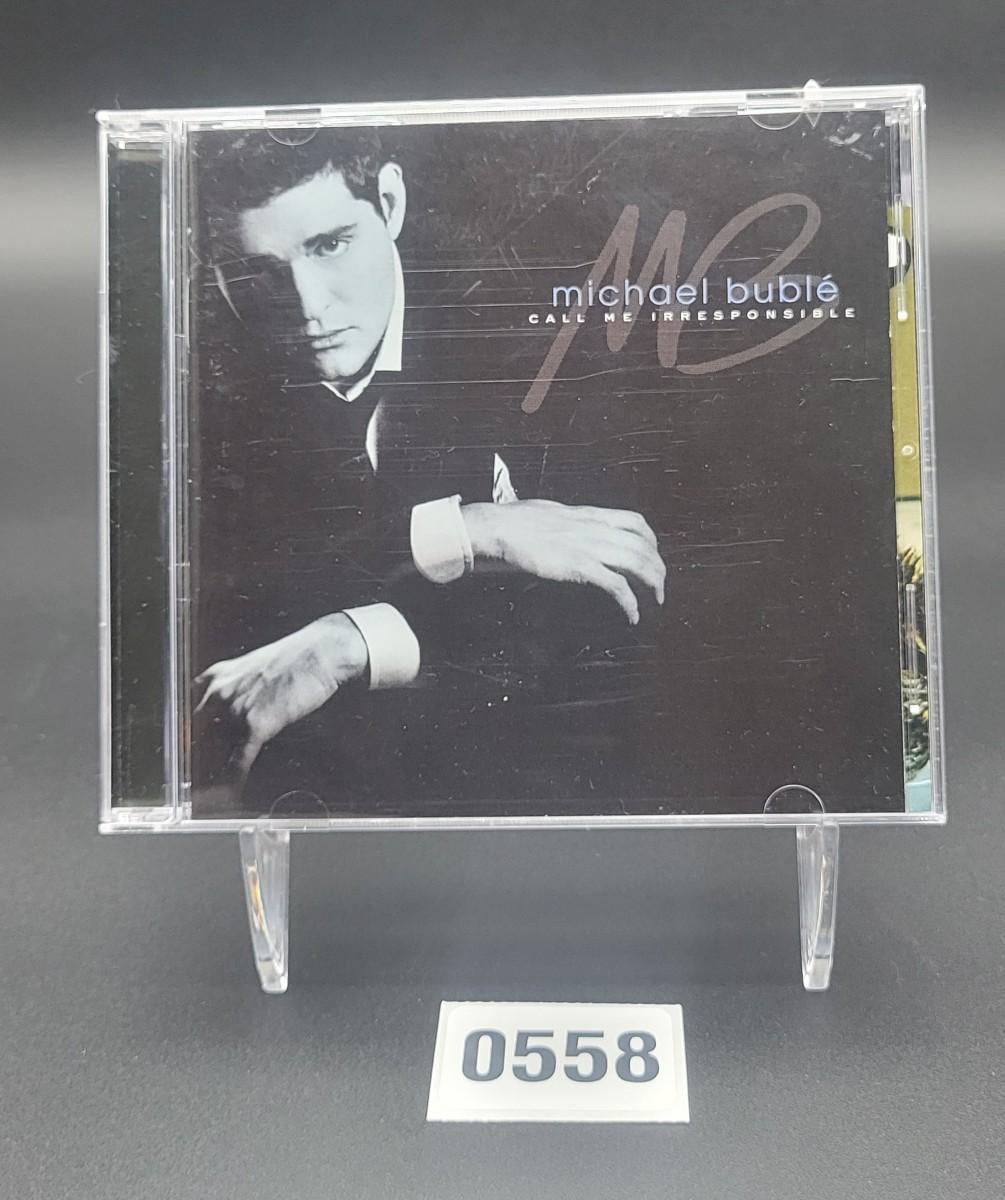 MB
michael bublé
CALL ME IRRESPONSIBLE
0558